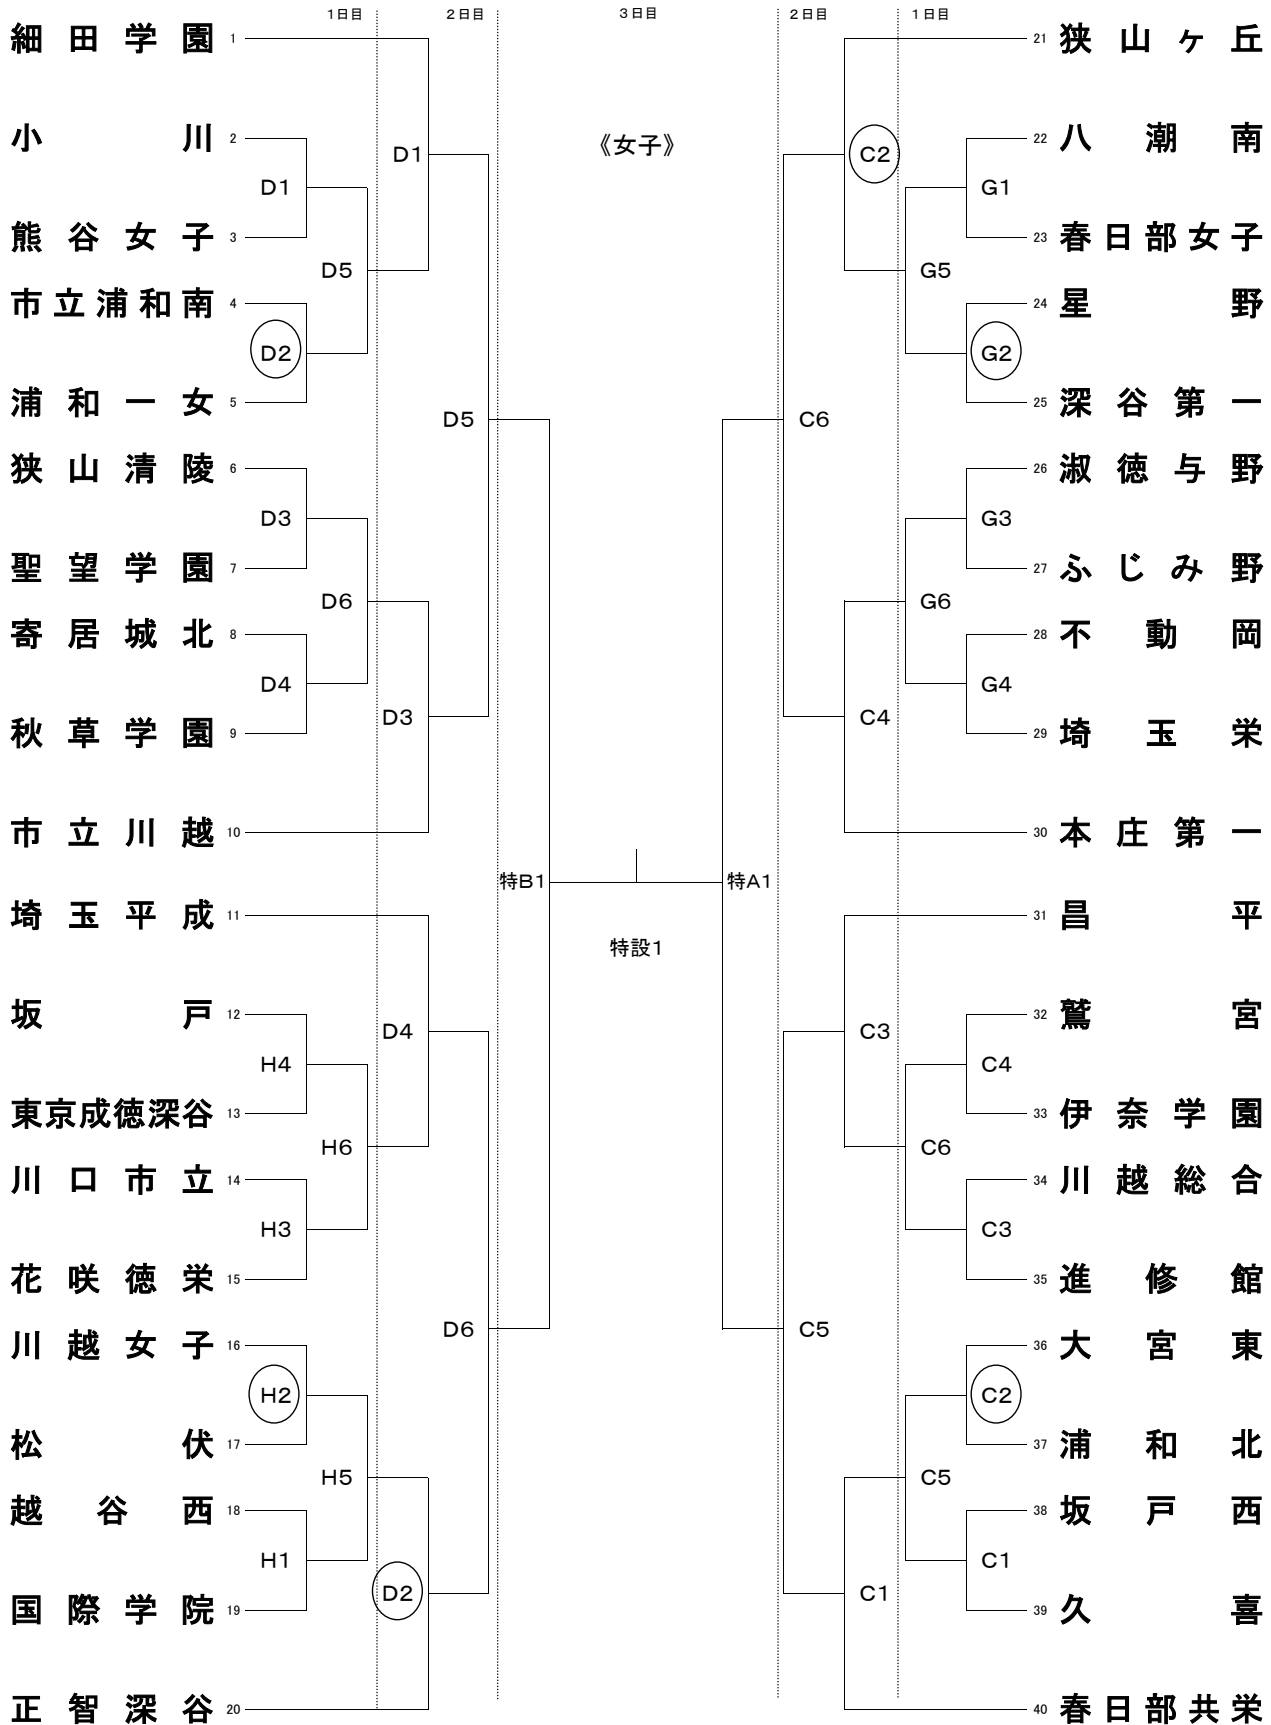 1日目 2日目 3日目 2日目 1日目
細田学園 1
21 狭山ヶ丘
《女子》
小川 2
22 八潮南
D1
C2
D1
G1
熊谷女子 3
23 春日部女子
D5
G5
市立浦和南 4
24 星野
D2
G2
浦和一女 5
25 深谷第一
D5
C6
狭山清陵 6
26 淑徳与野
D3
G3
聖望学園 7
27 ふじみ野
D6
G6
寄居城北 8
28 不動岡
D4
G4
D3
C4
秋草学園 9
29 埼玉栄
市立川越 10
30 本庄第一
特B1
特A1
埼玉平成 11
31 昌平
特設1
坂戸 12
32 鷲宮
D4
C3
H4
C4
東京成徳深谷 13
33 伊奈学園
H6
C6
川口市立 14
34 川越総合
H3
C3
花咲徳栄 15
35 進修館
D6
C5
川越女子 16
36 大宮東
H2
C2
松伏 17
37 浦和北
H5
C5
越谷西 18
38 坂戸西
H1
C1
D2
C1
国際学院 19
39 久喜
正智深谷 20
40 春日部共栄